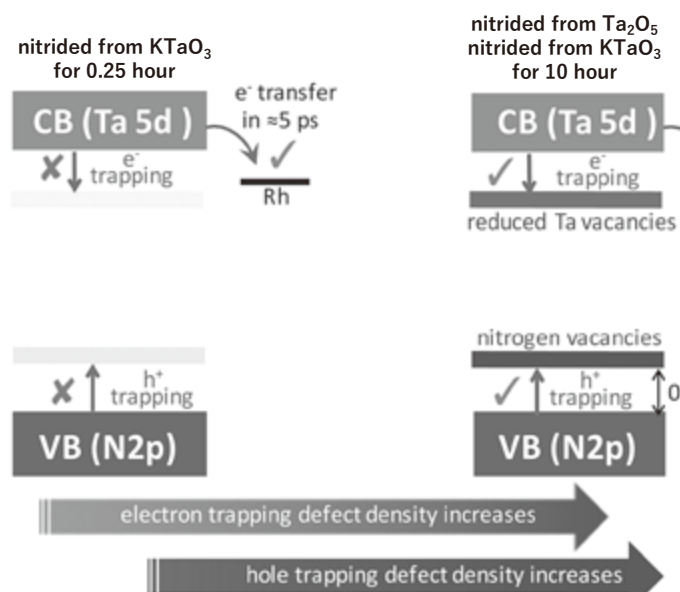 nitrided from KTaO₃
for 0.25 hour
CB (Ta 5d )
e⁻ trapping
e⁻ transfer
in ≈5 ps
Rh
h⁺
trapping
VB (N2p)
nitrided from Ta₂O₅
nitrided from KTaO₃
for 10 hour
CB (Ta 5d )
e⁻
trapping
reduced Ta vacancies
nitrogen vacancies
h⁺
trapping
0
VB (N2p)
electron trapping defect density increases
hole trapping defect density increases